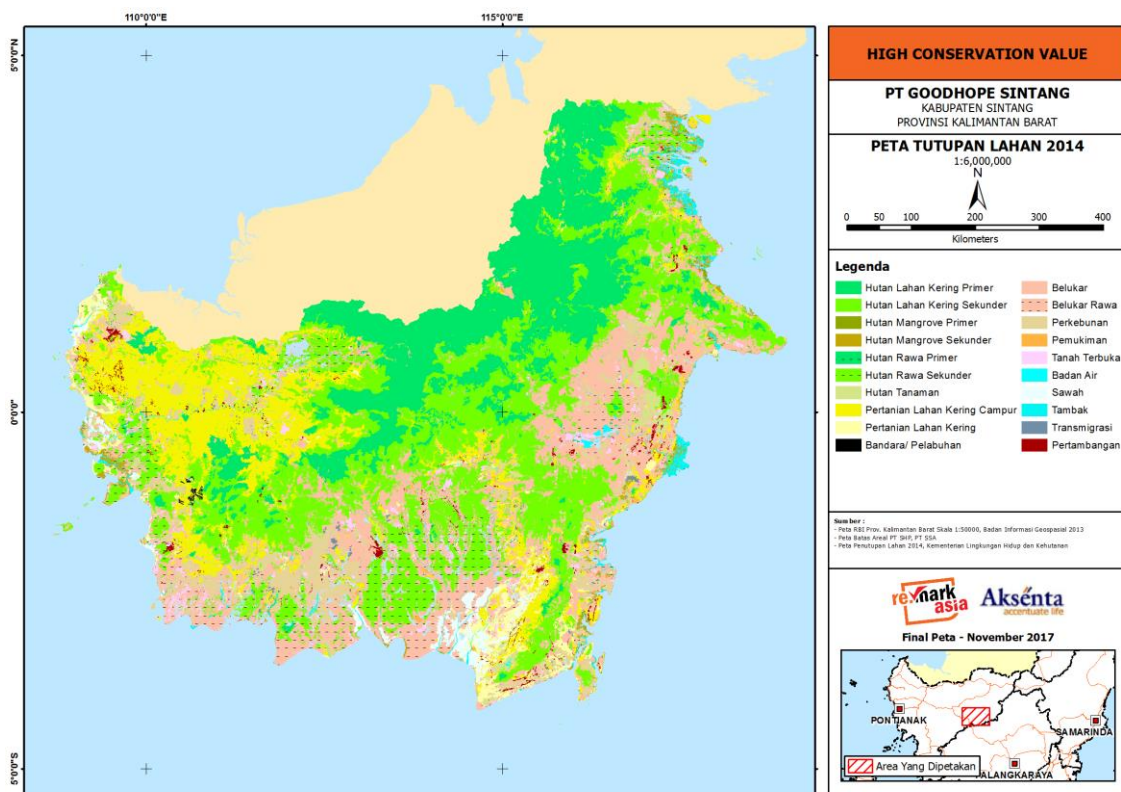 110°0'0"E
115°0'0"E
5°0'0"N
0°0'0"
5°0'0"S
HIGH CONSERVATION VALUE
PT GOODHOPE SINTANG
KABUPATEN SINTANG
PROVINSI KALIMANTAN BARAT
PETA TUTUPAN LAHAN 2014
1:6,000,000
N
0 50 100 200 300 400
Kilometers
Legenda
Hutan Lahan Kering Primer
Hutan Lahan Kering Sekunder
Hutan Mangrove Primer
Hutan Mangrove Sekunder
Hutan Rawa Primer
Hutan Rawa Sekunder
Hutan Tanaman
Pertanian Lahan Kering Campur
Pertanian Lahan Kering
Bandara/ Pelabuhan
Belukar
Belukar Rawa
Perkebunan
Pemukiman
Tanah Terbuka
Badan Air
Sawah
Tambak
Transmigrasi
Pertambangan
Sumber :
- Peta RBI Prov. Kalimantan Barat Skala 1:50000, Badan Informasi Geospasial 2013
- Peta Batas Areal PT SHP, PT SSA
- Peta Penutupan Lahan 2014, Kementerian Lingkungan Hidup dan Kehutanan
remark asia
Aksénta
accentuate life
Final Peta - November 2017
PONTIANAK
SAMARINDA
PALANGKARAYA
Area Yang Dipetakan